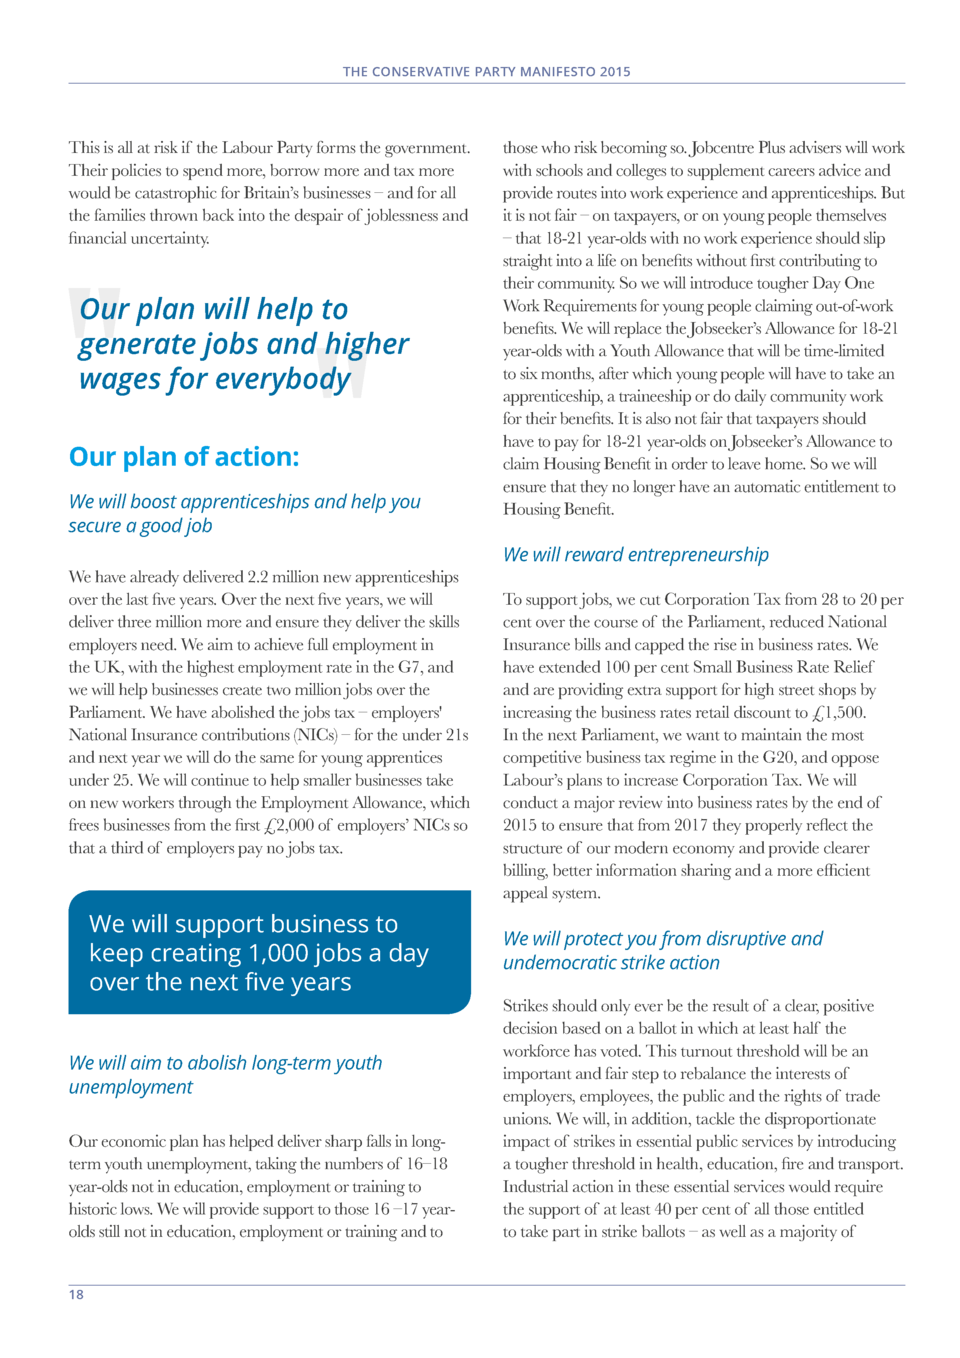 THE CONSERVATIVE PARTY MANIFESTO 2015
This is all at risk if the Labour Party forms the government.
Their policies to spend more, borrow more and tax more
would be catastrophic for Britain’s businesses – and for all
the families thrown back into the despair of joblessness and
financial uncertainty.
"Our plan will help to
generate jobs and higher
wages for everybody"
Our plan of action:
We will boost apprenticeships and help you
secure a good job
We have already delivered 2.2 million new apprenticeships
over the last five years. Over the next five years, we will
deliver three million more and ensure they deliver the skills
employers need. We aim to achieve full employment in
the UK, with the highest employment rate in the G7, and
we will help businesses create two million jobs over the
Parliament. We have abolished the jobs tax – employers'
National Insurance contributions (NICs) – for the under 21s
and next year we will do the same for young apprentices
under 25. We will continue to help smaller businesses take
on new workers through the Employment Allowance, which
frees businesses from the first £2,000 of employers’ NICs so
that a third of employers pay no jobs tax.
We will support business to
keep creating 1,000 jobs a day
over the next five years
We will aim to abolish long-term youth
unemployment
Our economic plan has helped deliver sharp falls in long-
term youth unemployment, taking the numbers of 16–18
year-olds not in education, employment or training to
historic lows. We will provide support to those 16 –17 year-
olds still not in education, employment or training and to
those who risk becoming so. Jobcentre Plus advisers will work
with schools and colleges to supplement careers advice and
provide routes into work experience and apprenticeships. But
it is not fair – on taxpayers, or on young people themselves
– that 18-21 year-olds with no work experience should slip
straight into a life on benefits without first contributing to
their community. So we will introduce tougher Day One
Work Requirements for young people claiming out-of-work
benefits. We will replace the Jobseeker’s Allowance for 18-21
year-olds with a Youth Allowance that will be time-limited
to six months, after which young people will have to take an
apprenticeship, a traineeship or do daily community work
for their benefits. It is also not fair that taxpayers should
have to pay for 18-21 year-olds on Jobseeker’s Allowance to
claim Housing Benefit in order to leave home. So we will
ensure that they no longer have an automatic entitlement to
Housing Benefit.
We will reward entrepreneurship
To support jobs, we cut Corporation Tax from 28 to 20 per
cent over the course of the Parliament, reduced National
Insurance bills and capped the rise in business rates. We
have extended 100 per cent Small Business Rate Relief
and are providing extra support for high street shops by
increasing the business rates retail discount to £1,500.
In the next Parliament, we want to maintain the most
competitive business tax regime in the G20, and oppose
Labour’s plans to increase Corporation Tax. We will
conduct a major review into business rates by the end of
2015 to ensure that from 2017 they properly reflect the
structure of our modern economy and provide clearer
billing, better information sharing and a more efficient
appeal system.
We will protect you from disruptive and
undemocratic strike action
Strikes should only ever be the result of a clear, positive
decision based on a ballot in which at least half the
workforce has voted. This turnout threshold will be an
important and fair step to rebalance the interests of
employers, employees, the public and the rights of trade
unions. We will, in addition, tackle the disproportionate
impact of strikes in essential public services by introducing
a tougher threshold in health, education, fire and transport.
Industrial action in these essential services would require
the support of at least 40 per cent of all those entitled
to take part in strike ballots – as well as a majority of
18